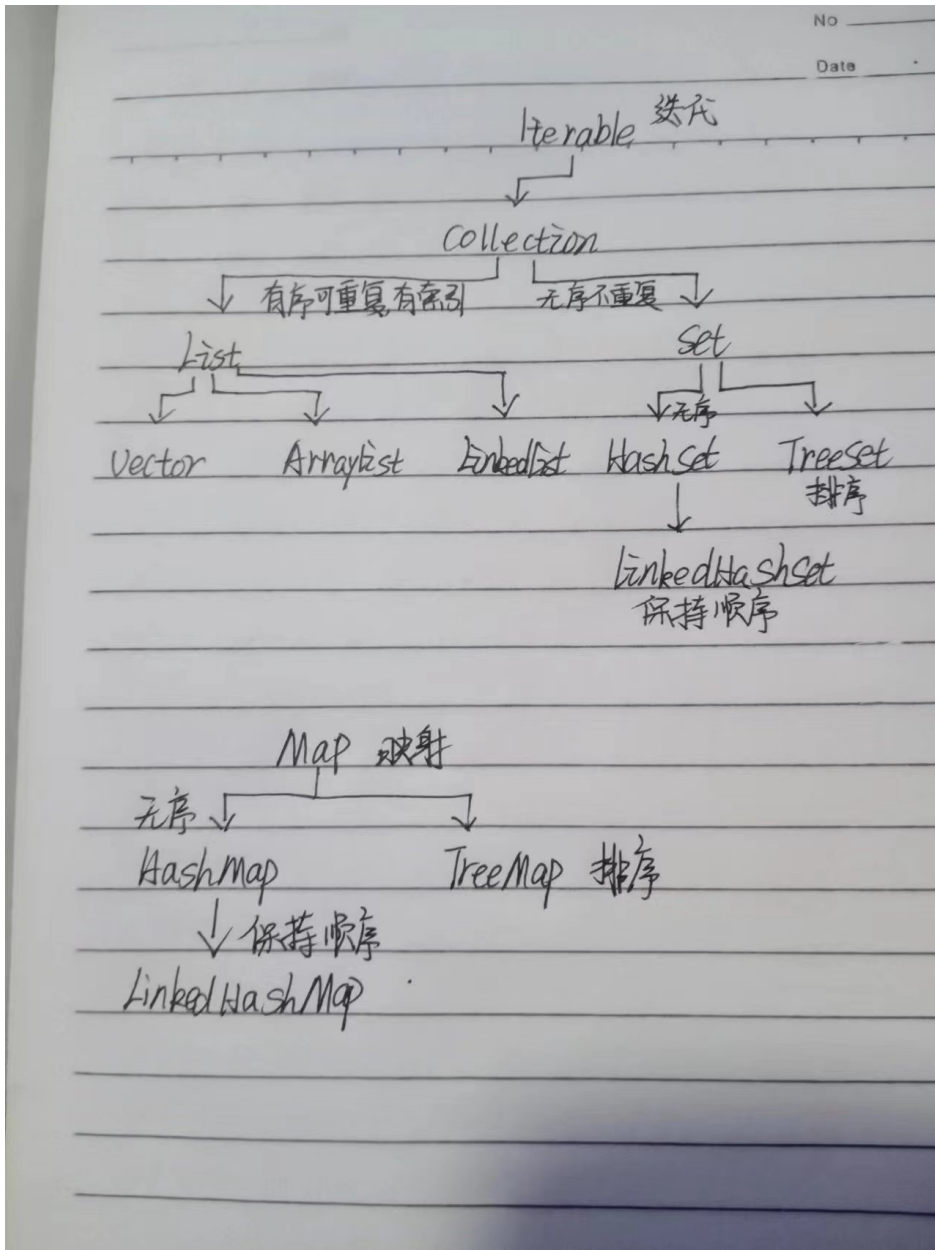 No
Date
Iterable 迭代
Collection
有序可重复,有索引 无序不重复
List Set
无序
Vector ArrayList LinkedList HashSet TreeSet
排序
LinkedHashSet
保持顺序
Map 映射
无序
HashMap TreeMap 排序
保持顺序
LinkedHashMap